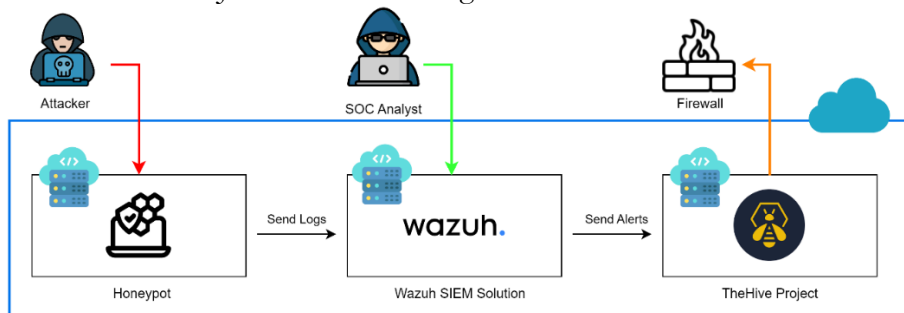 Attacker
SOC Analyst
Firewall
</>
</>
</>
Send Logs
wazuh.
Send Alerts
Honeypot
Wazuh SIEM Solution
TheHive Project